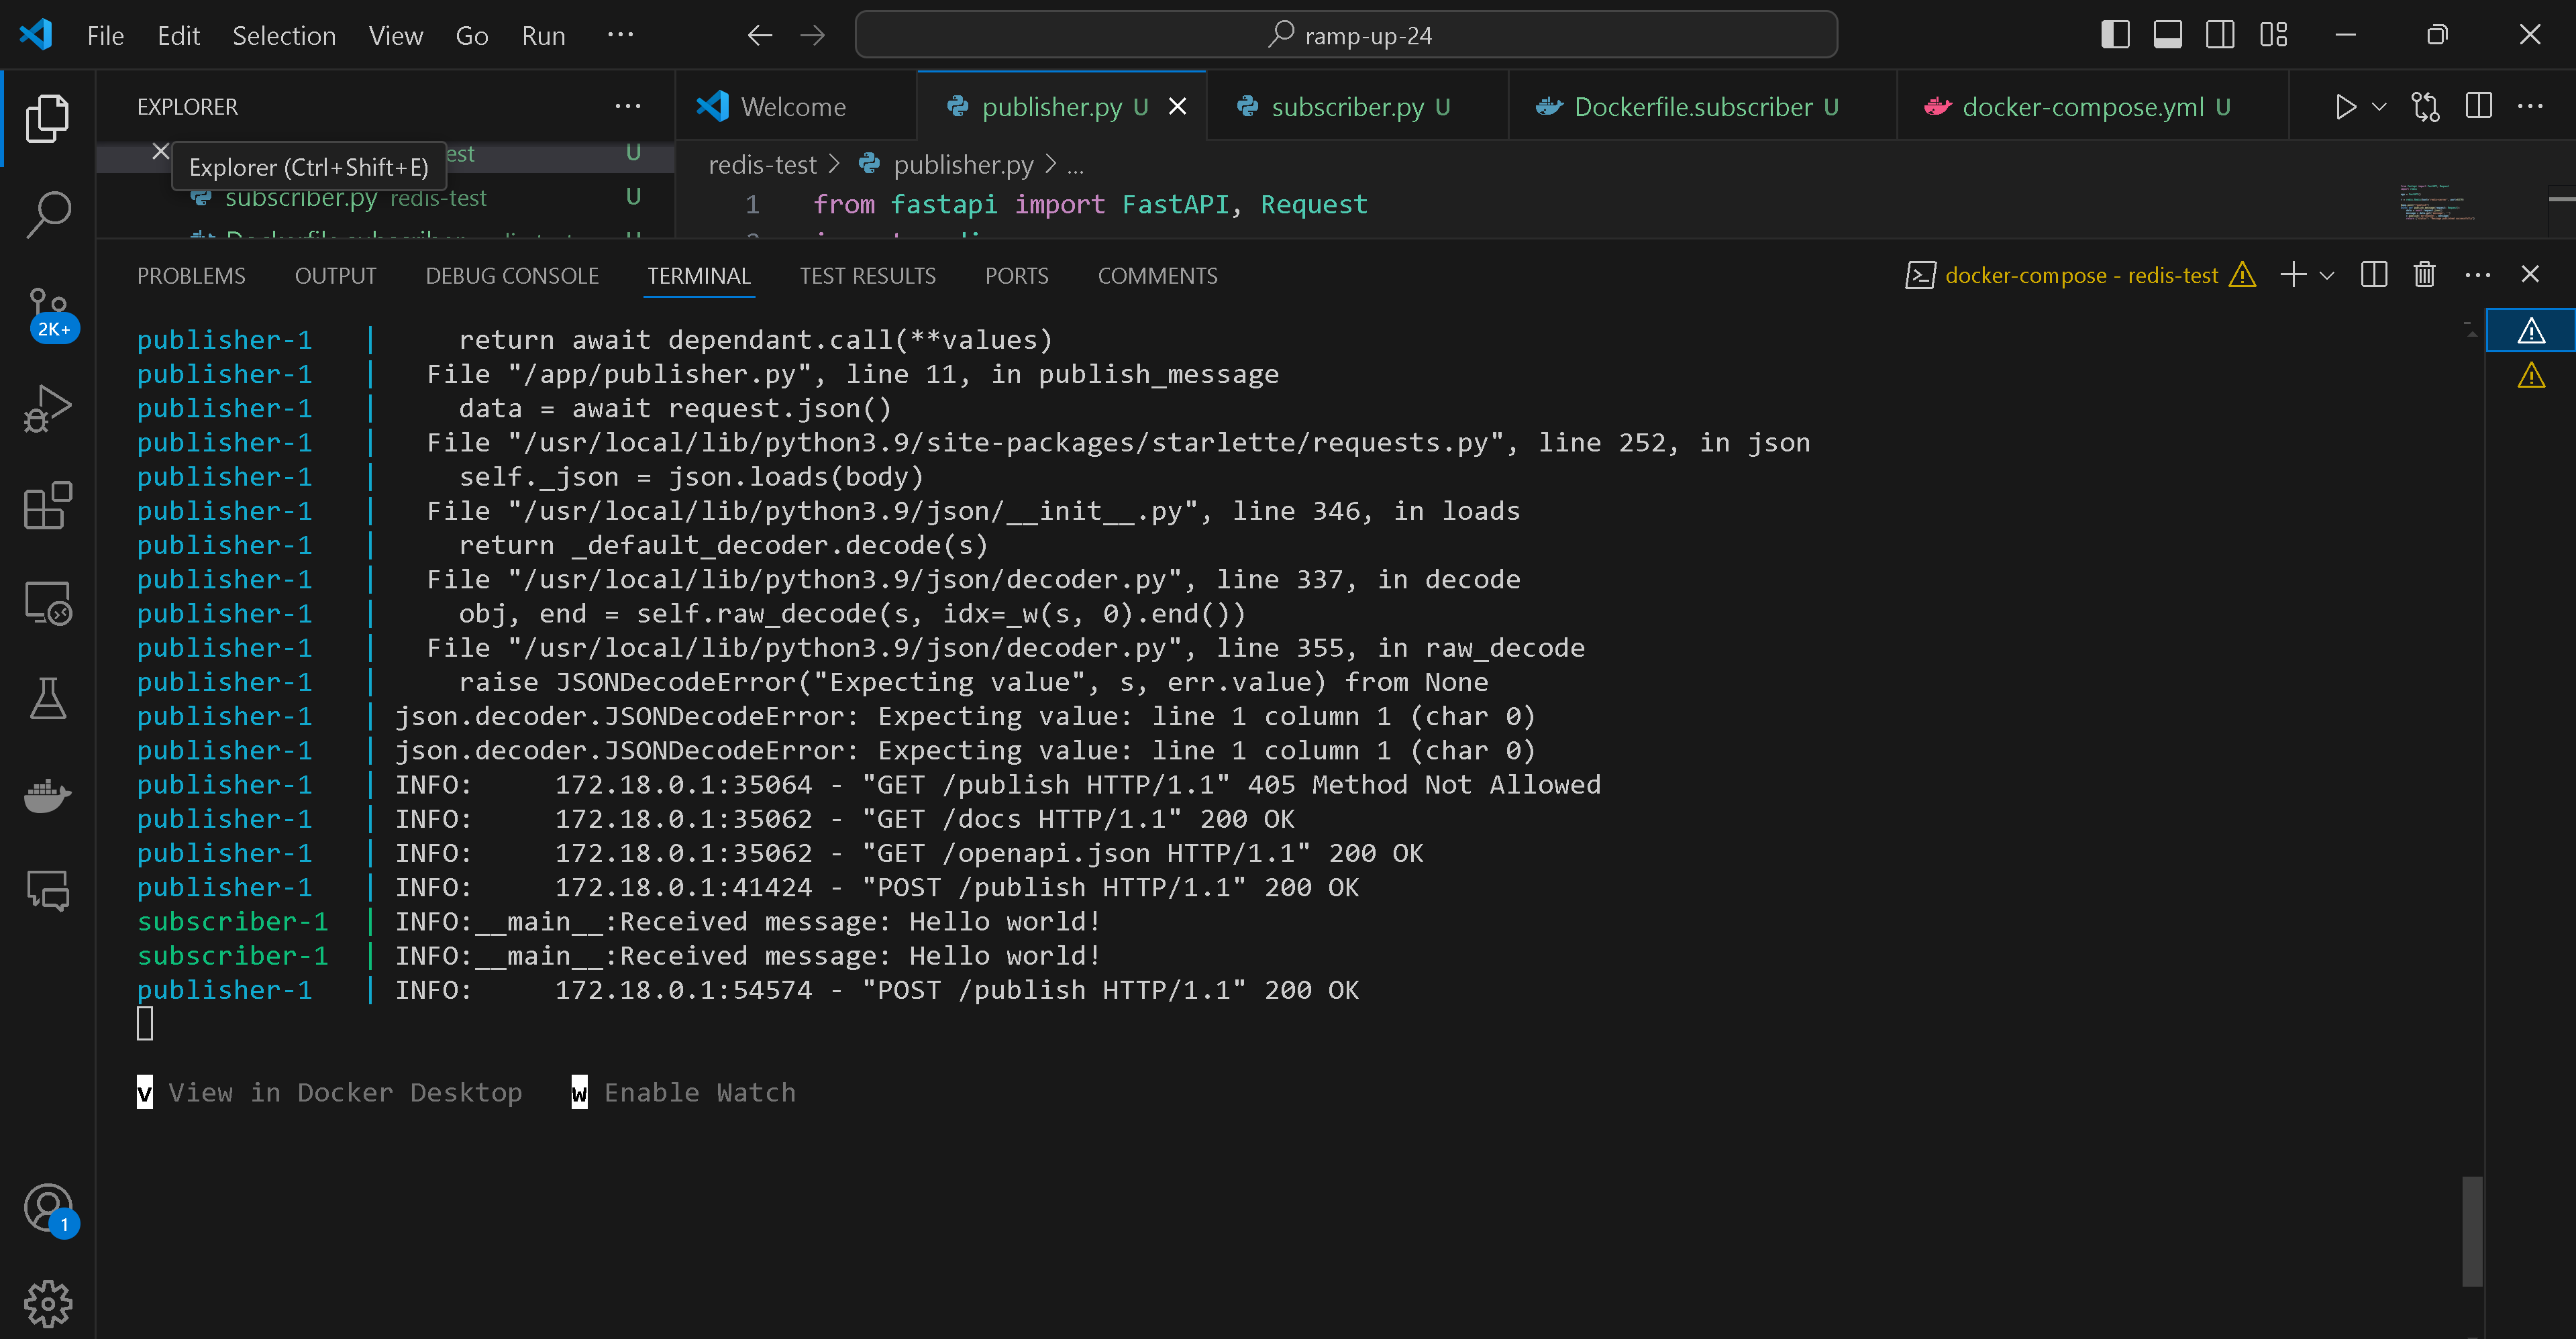 File Edit Selection View Go Run ···
ramp-up-24
EXPLORER ···
Welcome
publisher.py U
subscriber.py U
Dockerfile.subscriber U
docker-compose.yml U
Explorer (Ctrl+Shift+E)
est U
subscriber.py redis-test U
redis-test > publisher.py > ...
1 from fastapi import FastAPI, Request
PROBLEMS OUTPUT DEBUG CONSOLE TERMINAL TEST RESULTS PORTS COMMENTS
docker-compose - redis-test
2K+
publisher-1 | return await dependant.call(**values)
publisher-1 | File "/app/publisher.py", line 11, in publish_message
publisher-1 | data = await request.json()
publisher-1 | File "/usr/local/lib/python3.9/site-packages/starlette/requests.py", line 252, in json
publisher-1 | self._json = json.loads(body)
publisher-1 | File "/usr/local/lib/python3.9/json/__init__.py", line 346, in loads
publisher-1 | return _default_decoder.decode(s)
publisher-1 | File "/usr/local/lib/python3.9/json/decoder.py", line 337, in decode
publisher-1 | obj, end = self.raw_decode(s, idx=_w(s, 0).end())
publisher-1 | File "/usr/local/lib/python3.9/json/decoder.py", line 355, in raw_decode
publisher-1 | raise JSONDecodeError("Expecting value", s, err.value) from None
publisher-1 | json.decoder.JSONDecodeError: Expecting value: line 1 column 1 (char 0)
publisher-1 | json.decoder.JSONDecodeError: Expecting value: line 1 column 1 (char 0)
publisher-1 | INFO: 172.18.0.1:35064 - "GET /publish HTTP/1.1" 405 Method Not Allowed
publisher-1 | INFO: 172.18.0.1:35062 - "GET /docs HTTP/1.1" 200 OK
publisher-1 | INFO: 172.18.0.1:35062 - "GET /openapi.json HTTP/1.1" 200 OK
publisher-1 | INFO: 172.18.0.1:41424 - "POST /publish HTTP/1.1" 200 OK
subscriber-1 | INFO:__main__:Received message: Hello world!
subscriber-1 | INFO:__main__:Received message: Hello world!
publisher-1 | INFO: 172.18.0.1:54574 - "POST /publish HTTP/1.1" 200 OK
v View in Docker Desktop w Enable Watch
1